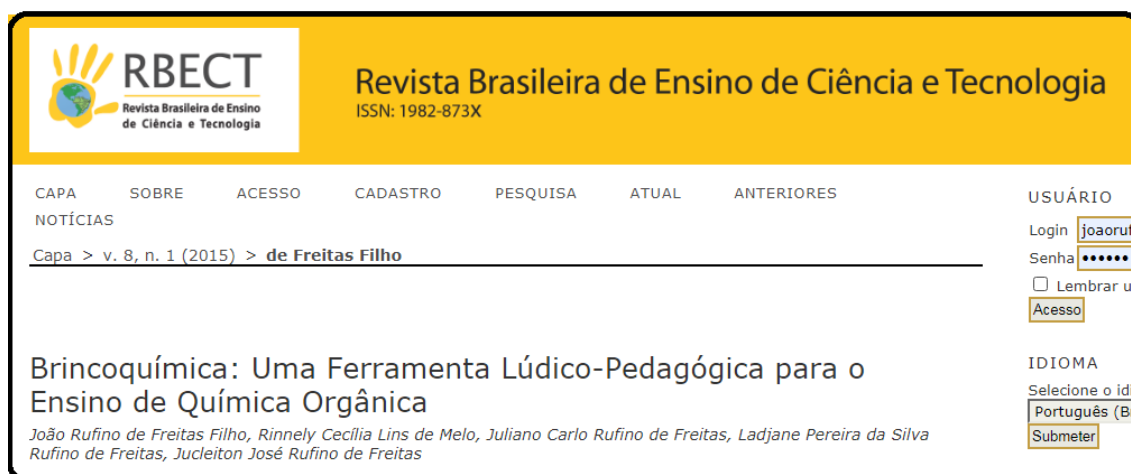 RBECT
Revista Brasileira de Ensino
de Ciência e Tecnologia
Revista Brasileira de Ensino de Ciência e Tecnologia
ISSN: 1982-873X
CAPA SOBRE ACESSO CADASTRO PESQUISA ATUAL ANTERIORES
NOTÍCIAS
Capa > v. 8, n. 1 (2015) > de Freitas Filho
Brincoquímica: Uma Ferramenta Lúdico-Pedagógica para o
Ensino de Química Orgânica
João Rufino de Freitas Filho, Rinnely Cecília Lins de Melo, Juliano Carlo Rufino de Freitas, Ladjane Pereira da Silva
Rufino de Freitas, Jucleiton José Rufino de Freitas
USUÁRIO
Login joaoruf
Senha ••••••
Lembrar u
Acesso
IDIOMA
Selecione o idi
Português (B
Submeter